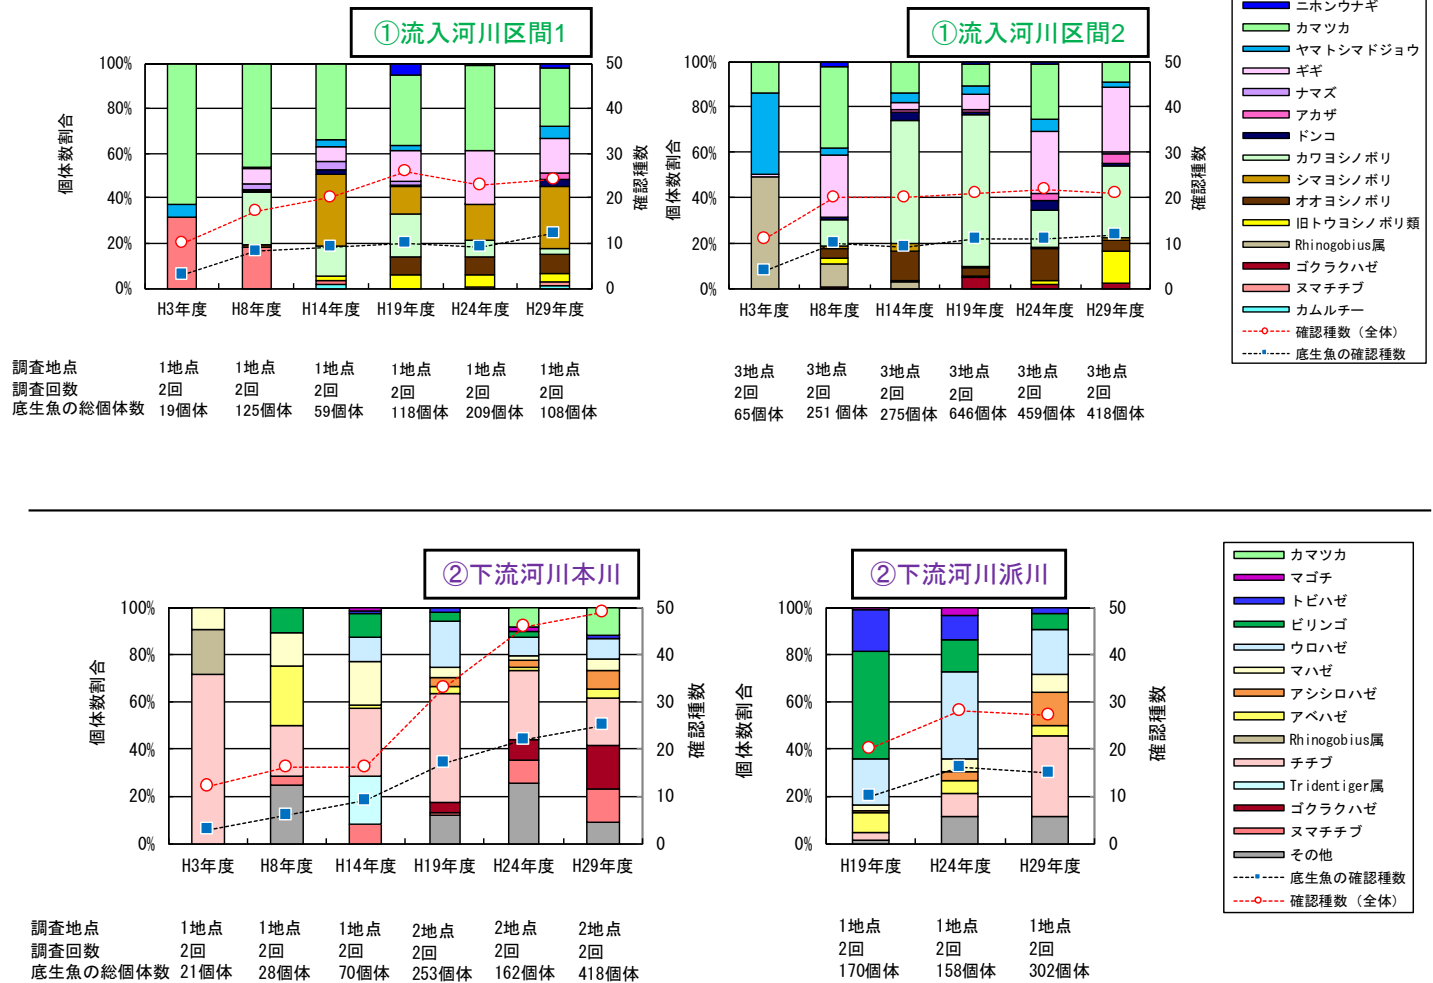 ①流入河川区間1
100%
80%
60%
40%
20%
0%
個体数割合
50
40
30
20
10
0
確認種数
H3年度 H8年度 H14年度 H19年度 H24年度 H29年度
調査地点 1地点 1地点 1地点 1地点 1地点 1地点
調査回数 2回 2回 2回 2回 2回 2回
底生魚の総個体数 19個体 125個体 59個体 118個体 209個体 108個体
①流入河川区間2
100%
80%
60%
40%
20%
0%
個体数割合
50
40
30
20
10
0
確認種数
H3年度 H8年度 H14年度 H19年度 H24年度 H29年度
3地点 3地点 3地点 3地点 3地点 3地点
2回 2回 2回 2回 2回 2回
65個体 251個体 275個体 646個体 459個体 418個体
ニホンウナギ
カマツカ
ヤマトシマドジョウ
ギギ
ナマズ
アカザ
ドンコ
カワヨシノボリ
シマヨシノボリ
オオヨシノボリ
旧トウヨシノボリ類
Rhinogobius属
ゴクラクハゼ
ヌマチチブ
カムルチー
確認種数（全体）
底生魚の確認種数
②下流河川本川
100%
80%
60%
40%
20%
0%
個体数割合
50
40
30
20
10
0
確認種数
H3年度 H8年度 H14年度 H19年度 H24年度 H29年度
調査地点 1地点 1地点 1地点 2地点 2地点 2地点
調査回数 2回 2回 2回 2回 2回 2回
底生魚の総個体数 21個体 28個体 70個体 253個体 162個体 418個体
②下流河川派川
100%
80%
60%
40%
20%
0%
個体数割合
50
40
30
20
10
0
確認種数
H19年度 H24年度 H29年度
1地点 1地点 1地点
2回 2回 2回
170個体 158個体 302個体
カマツカ
マゴチ
トビハゼ
ビリンゴ
ウロハゼ
マハゼ
アシシロハゼ
アベハゼ
Rhinogobius属
チチブ
Tridentiger属
ゴクラクハゼ
ヌマチチブ
その他
底生魚の確認種数
確認種数（全体）